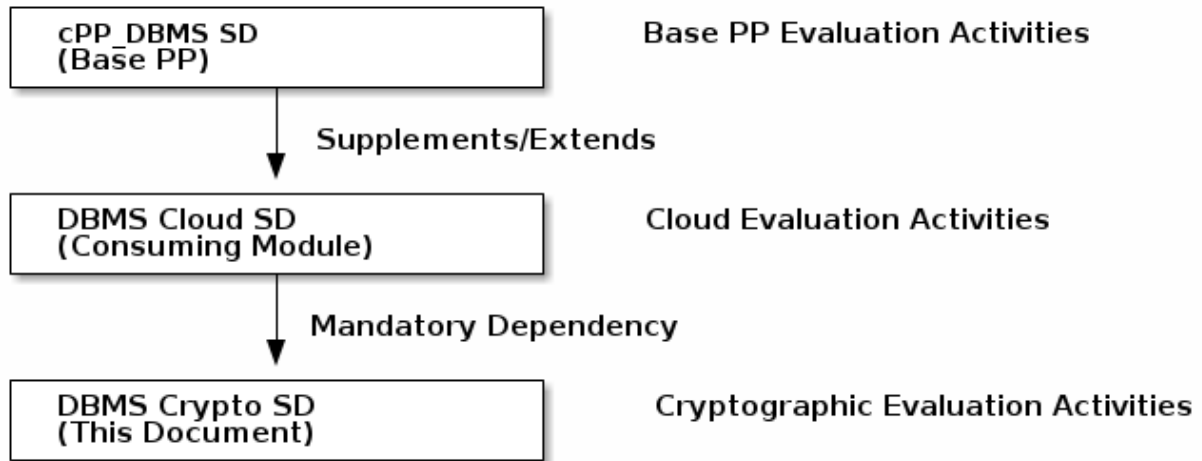 cPP_DBMS SD
(Base PP)
Base PP Evaluation Activities
Supplements/Extends
DBMS Cloud SD
(Consuming Module)
Cloud Evaluation Activities
Mandatory Dependency
DBMS Crypto SD
(This Document)
Cryptographic Evaluation Activities